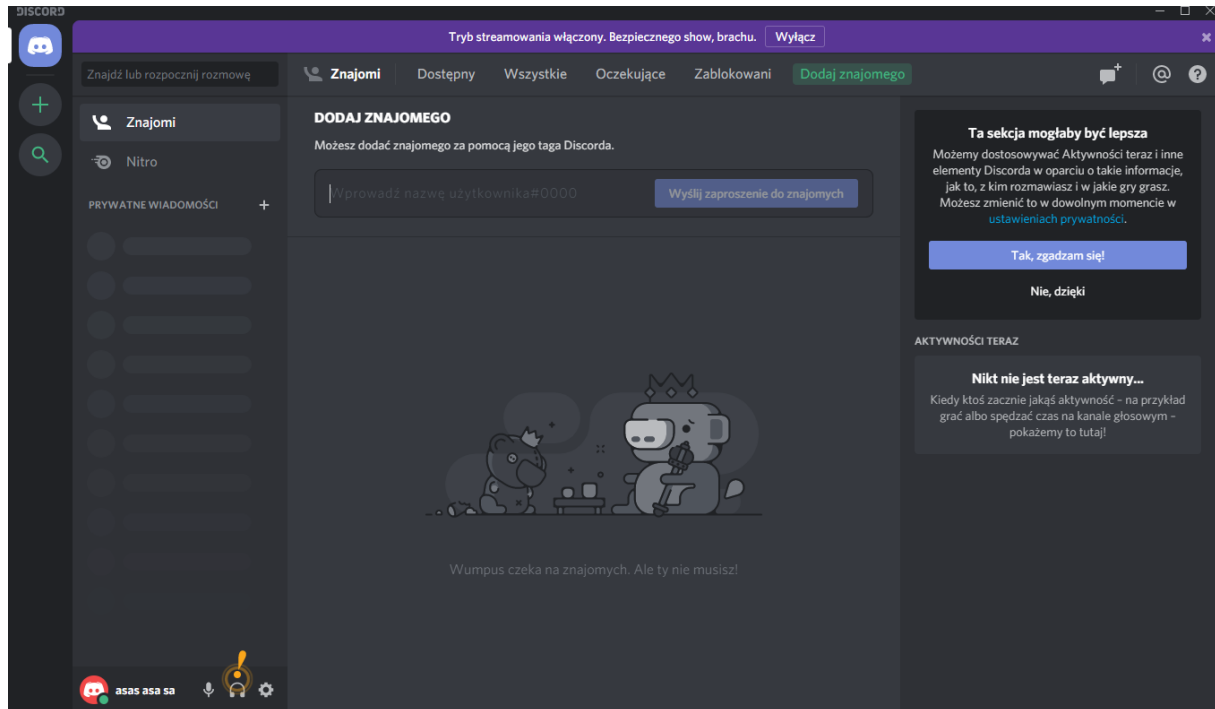 DISCORD
Tryb streamowania włączony. Bezpiecznego show, brachu. Wyłącz
Znajdź lub rozpocznij rozmowę
Znajomi
Nitro
PRYWATNE WIADOMOŚCI
asas asa sa
Znajomi Dostępny Wszystkie Oczekujące Zablokowani Dodaj znajomego
DODAJ ZNAJOMEGO
Możesz dodać znajomego za pomocą jego taga Discorda.
Wprowadź nazwę użytkownika#0000 Wyślij zaproszenie do znajomych
Wumpus czeka na znajomych. Ale ty nie musisz!
Ta sekcja mogłaby być lepsza
Możemy dostosowywać Aktywności teraz i inne
elementy Discorda w oparciu o takie informacje,
jak to, z kim rozmawiasz i w jakie gry grasz.
Możesz zmienić to w dowolnym momencie w
ustawieniach prywatności.
Tak, zgadzam się!
Nie, dzięki
AKTYWNOŚCI TERAZ
Nikt nie jest teraz aktywny...
Kiedy ktoś zacznie jakąś aktywność – na przykład
grać albo spędzać czas na kanale głosowym –
pokażemy to tutaj!